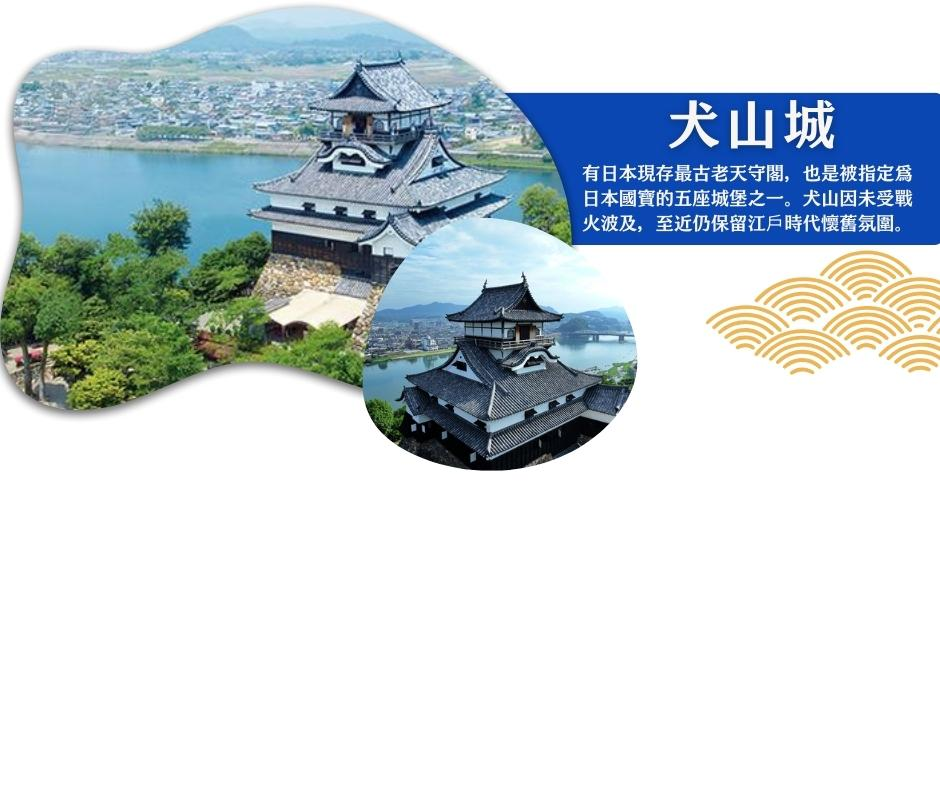 犬山城
有日本現存最古老天守閣，也是被指定爲
日本國寶的五座城堡之一。犬山因未受戰
火波及，至近仍保留江戶時代懷舊氛圍。